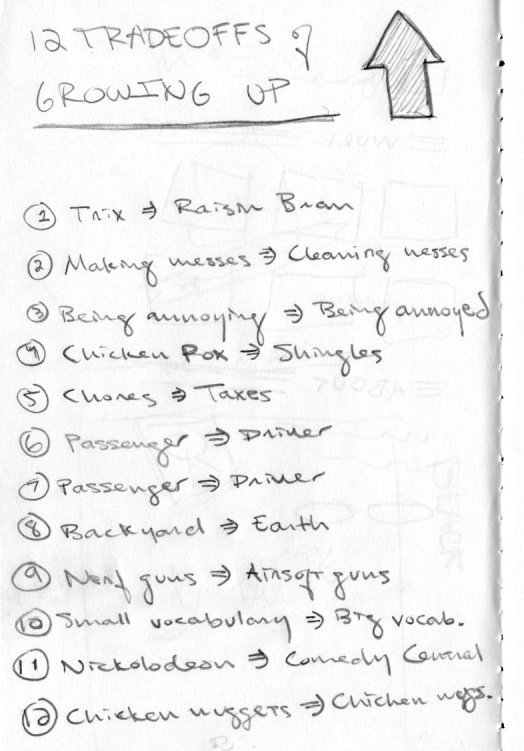 12 TRADEOFFS of
GROWING UP
① Trix ⇒ Raisin Bran
② Making messes ⇒ Cleaning messes
③ Being annoying ⇒ Being annoyed
④ Chicken Pox ⇒ Shingles
⑤ Chores ⇒ Taxes
⑥ Passenger ⇒ Driver
⑦ Passenger ⇒ Driver
⑧ Backyard ⇒ Earth
⑨ Nerf guns ⇒ Airsoft guns
⑩ Small vocabulary ⇒ Big vocab.
⑪ Nickolodeon ⇒ Comedy Central
⑫ Chicken nuggets ⇒ Chicken nugs.